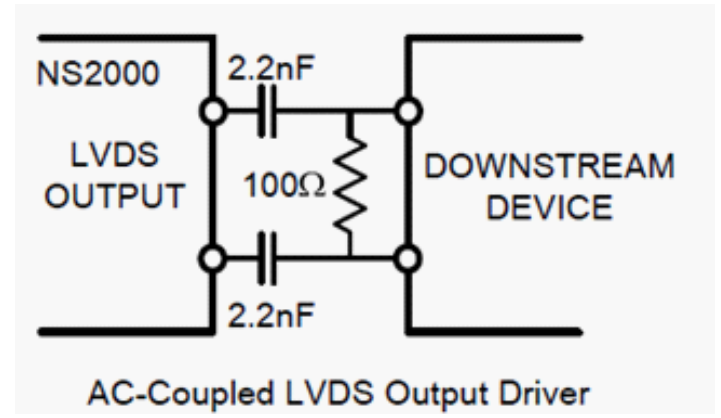 NS2000
2.2nF
LVDS
OUTPUT
100Ω
DOWNSTREAM
DEVICE
2.2nF
AC-Coupled LVDS Output Driver